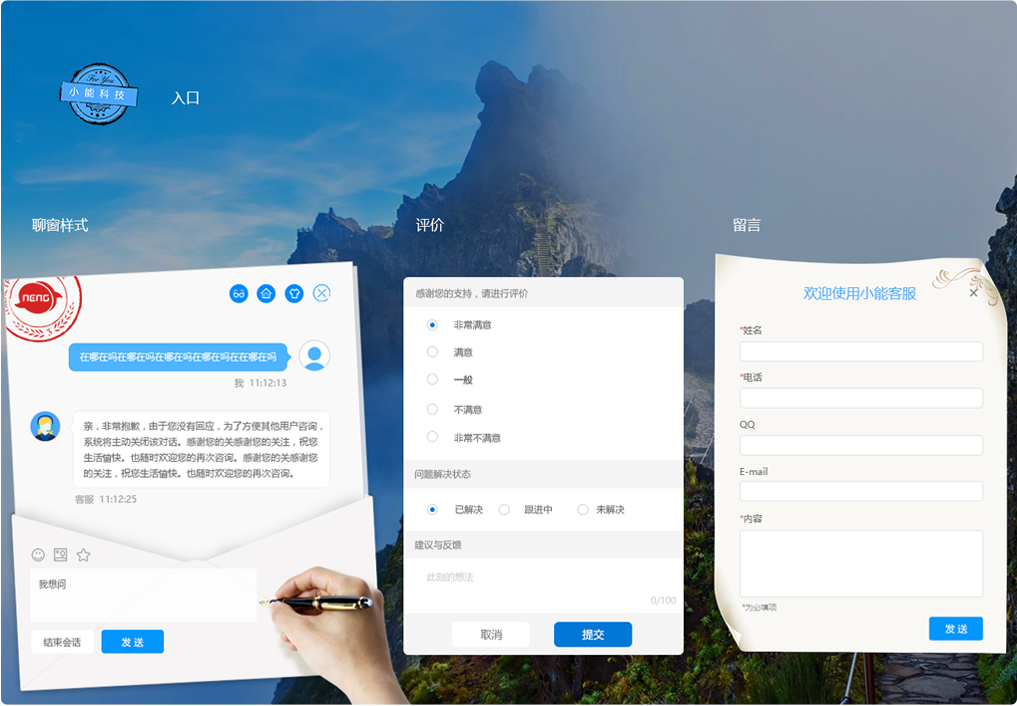 For You
小能科技
入口
聊窗样式
评价
留言
NENG
在哪在吗在哪在吗在哪在吗在哪在吗在在哪在吗
我 11:12:13
亲，非常抱歉，由于您没有回应，为了方便其他用户咨询，
系统将主动关闭该对话。感谢您的关感谢您的关注，祝您
生活愉快。也随时欢迎您的再次咨询。感谢您的关感谢您
的关注，祝您生活愉快。也随时欢迎您的再次咨询。
客服 11:12:25
我想问
结束会话
发 送
感谢您的支持，请进行评价
非常满意
满意
一般
不满意
非常不满意
问题解决状态
已解决 跟进中 未解决
建议与反馈
此刻的想法
0/100
取消 提交
欢迎使用小能客服
*姓名
*电话
QQ
E-mail
*内容
*为必填项
发 送